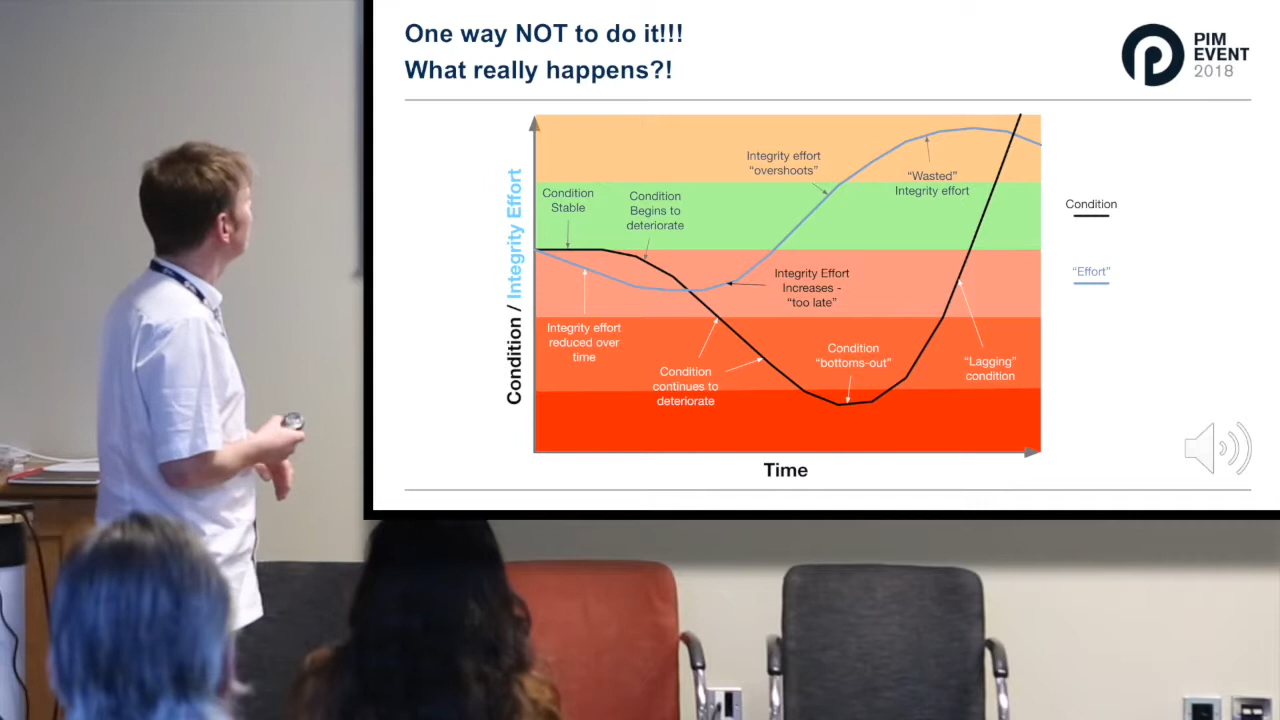 One way NOT to do it!!!
What really happens?!
PIM
EVENT
2018
Condition / Integrity Effort
Condition
Stable
Condition
Begins to
deteriorate
Integrity effort
“overshoots”
“Wasted”
Integrity effort
Condition
“Effort”
Integrity Effort
Increases -
“too late”
Integrity effort
reduced over
time
Condition
continues to
deteriorate
Condition
“bottoms-out”
“Lagging”
condition
Time